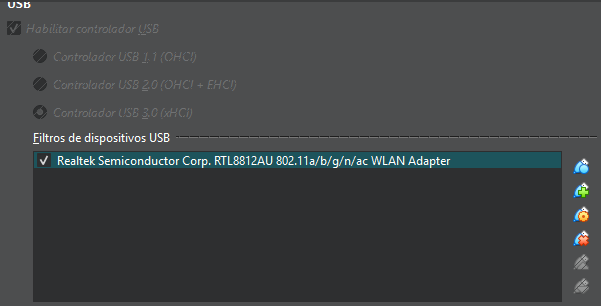 USB
Habilitar controlador USB
Controlador USB 1.1 (OHCI)
Controlador USB 2.0 (OHCI + EHCI)
Controlador USB 3.0 (xHCI)
Filtros de dispositivos USB
Realtek Semiconductor Corp. RTL8812AU 802.11a/b/g/n/ac WLAN Adapter